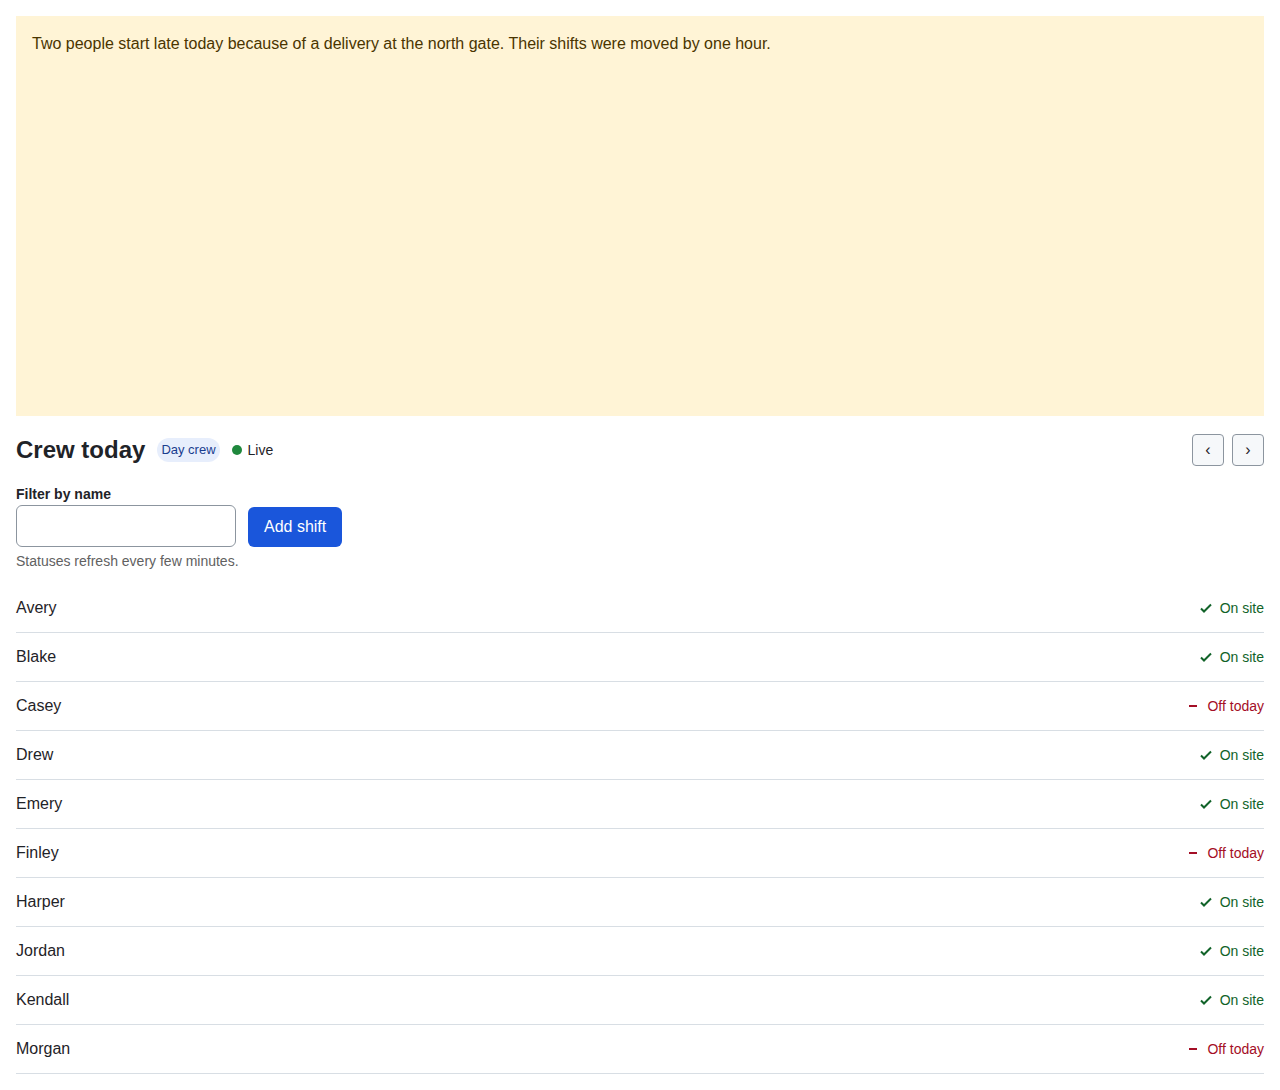 Two people start late today because of a delivery at the north gate. Their shifts were moved by one hour.
Crew today Day crew Live ‹ ›
Filter by name
Add shift
Statuses refresh every few minutes.
Avery On site
Blake On site
Casey Off today
Drew On site
Emery On site
Finley Off today
Harper On site
Jordan On site
Kendall On site
Morgan Off today